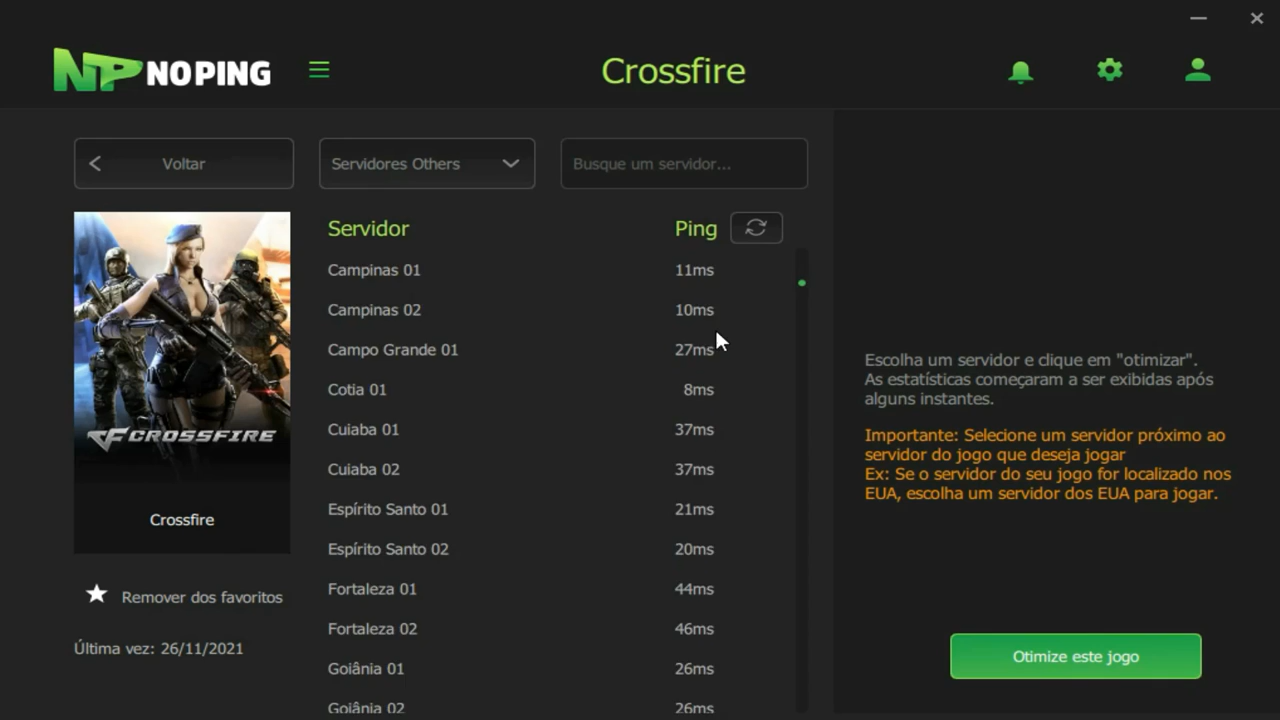 NP NOPING
Crossfire
Voltar
Servidores Others
Busque um servidor...
Servidor Ping
Campinas 01 11ms
Campinas 02 10ms
Campo Grande 01 27ms
Cotia 01 8ms
Cuiaba 01 37ms
Cuiaba 02 37ms
Espírito Santo 01 21ms
Espírito Santo 02 20ms
Fortaleza 01 44ms
Fortaleza 02 46ms
Goiânia 01 26ms
Goiânia 02 26ms
CF CROSSFIRE
Crossfire
Remover dos favoritos
Última vez: 26/11/2021
Escolha um servidor e clique em "otimizar".
As estatísticas começaram a ser exibidas após
alguns instantes.
Importante: Selecione um servidor próximo ao
servidor do jogo que deseja jogar
Ex: Se o servidor do seu jogo for localizado nos
EUA, escolha um servidor dos EUA para jogar.
Otimize este jogo